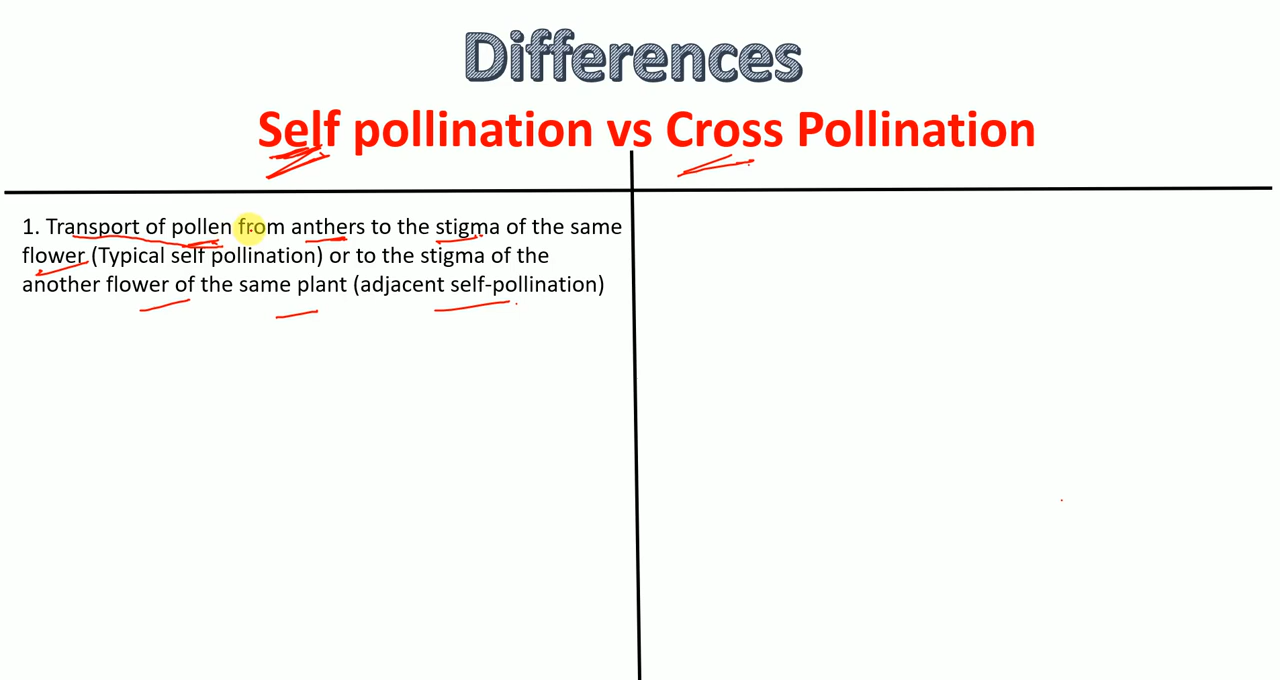 Differences
Self pollination vs Cross Pollination
1. Transport of pollen from anthers to the stigma of the same
flower (Typical self pollination) or to the stigma of the
another flower of the same plant (adjacent self-pollination)